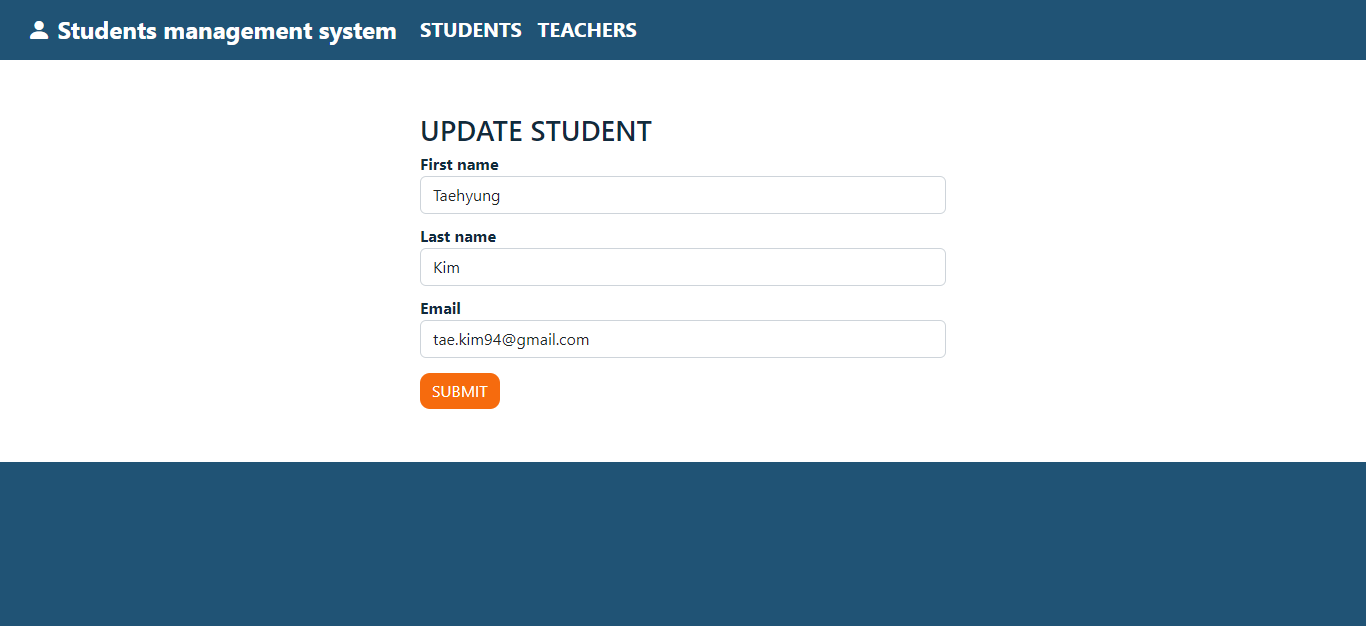 Students management system STUDENTS TEACHERS
UPDATE STUDENT
First name
Taehyung
Last name
Kim
Email
tae.kim94@gmail.com
SUBMIT